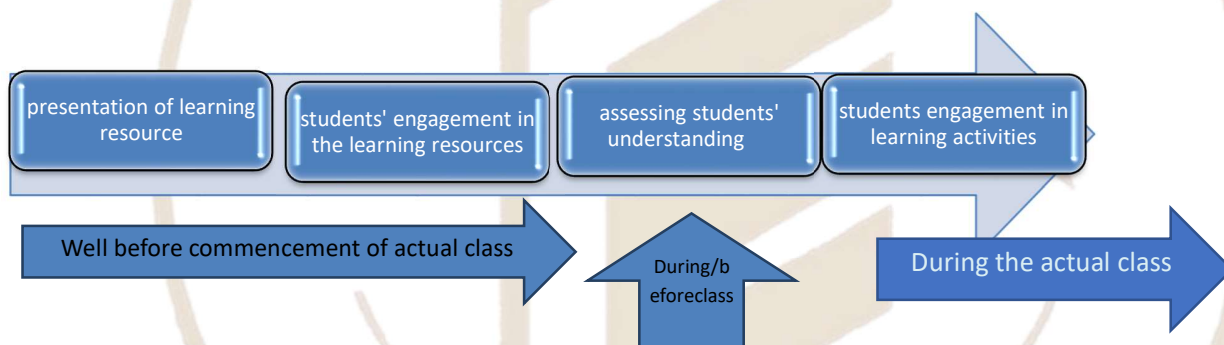 presentation of learning
resource
students' engagement in
the learning resources
assessing students'
understanding
students engagement in
learning activities
Well before commencement of actual class
During/b
eforeclass
During the actual class